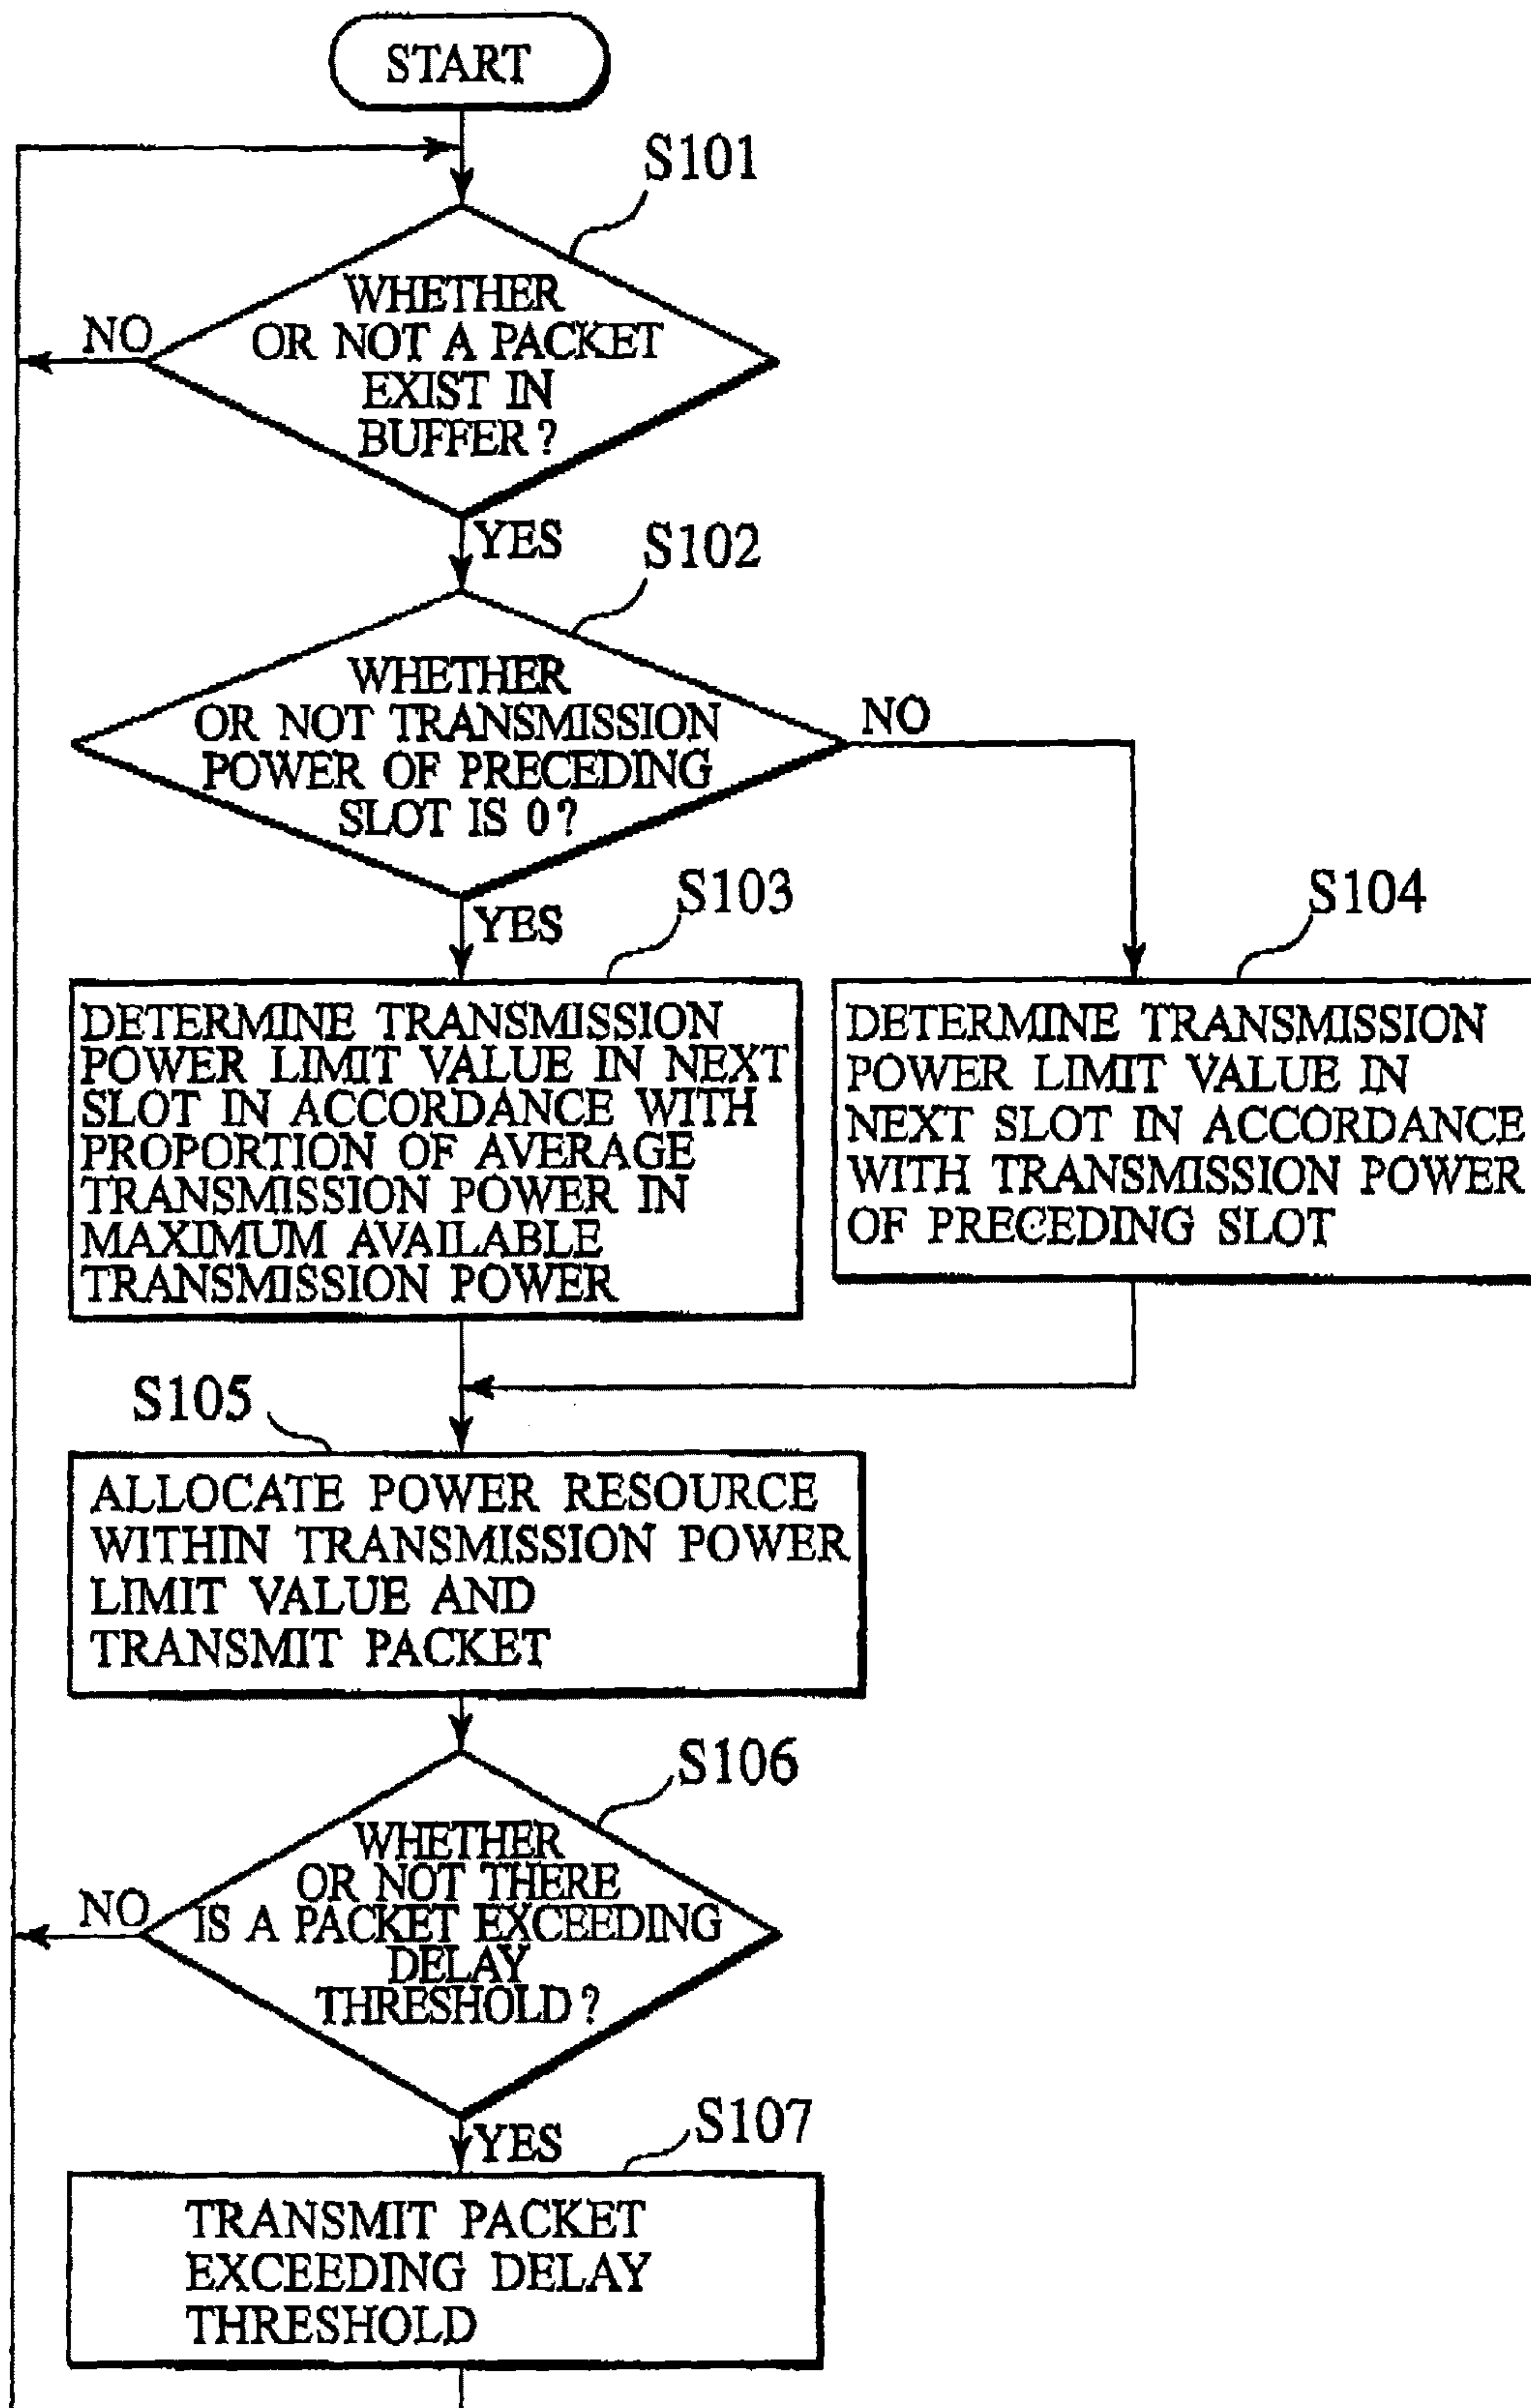 START
S101
WHETHER
OR NOT A PACKET
EXIST IN
BUFFER?
NO
YES
S102
WHETHER
OR NOT TRANSMISSION
POWER OF PRECEDING
SLOT IS 0?
NO
YES
S103
DETERMINE TRANSMISSION
POWER LIMIT VALUE IN NEXT
SLOT IN ACCORDANCE WITH
PROPORTION OF AVERAGE
TRANSMISSION POWER IN
MAXIMUM AVAILABLE
TRANSMISSION POWER
S104
DETERMINE TRANSMISSION
POWER LIMIT VALUE IN
NEXT SLOT IN ACCORDANCE
WITH TRANSMISSION POWER
OF PRECEDING SLOT
S105
ALLOCATE POWER RESOURCE
WITHIN TRANSMISSION POWER
LIMIT VALUE AND
TRANSMIT PACKET
S106
WHETHER
OR NOT THERE
IS A PACKET EXCEEDING
DELAY
THRESHOLD?
NO
YES
S107
TRANSMIT PACKET
EXCEEDING DELAY
THRESHOLD